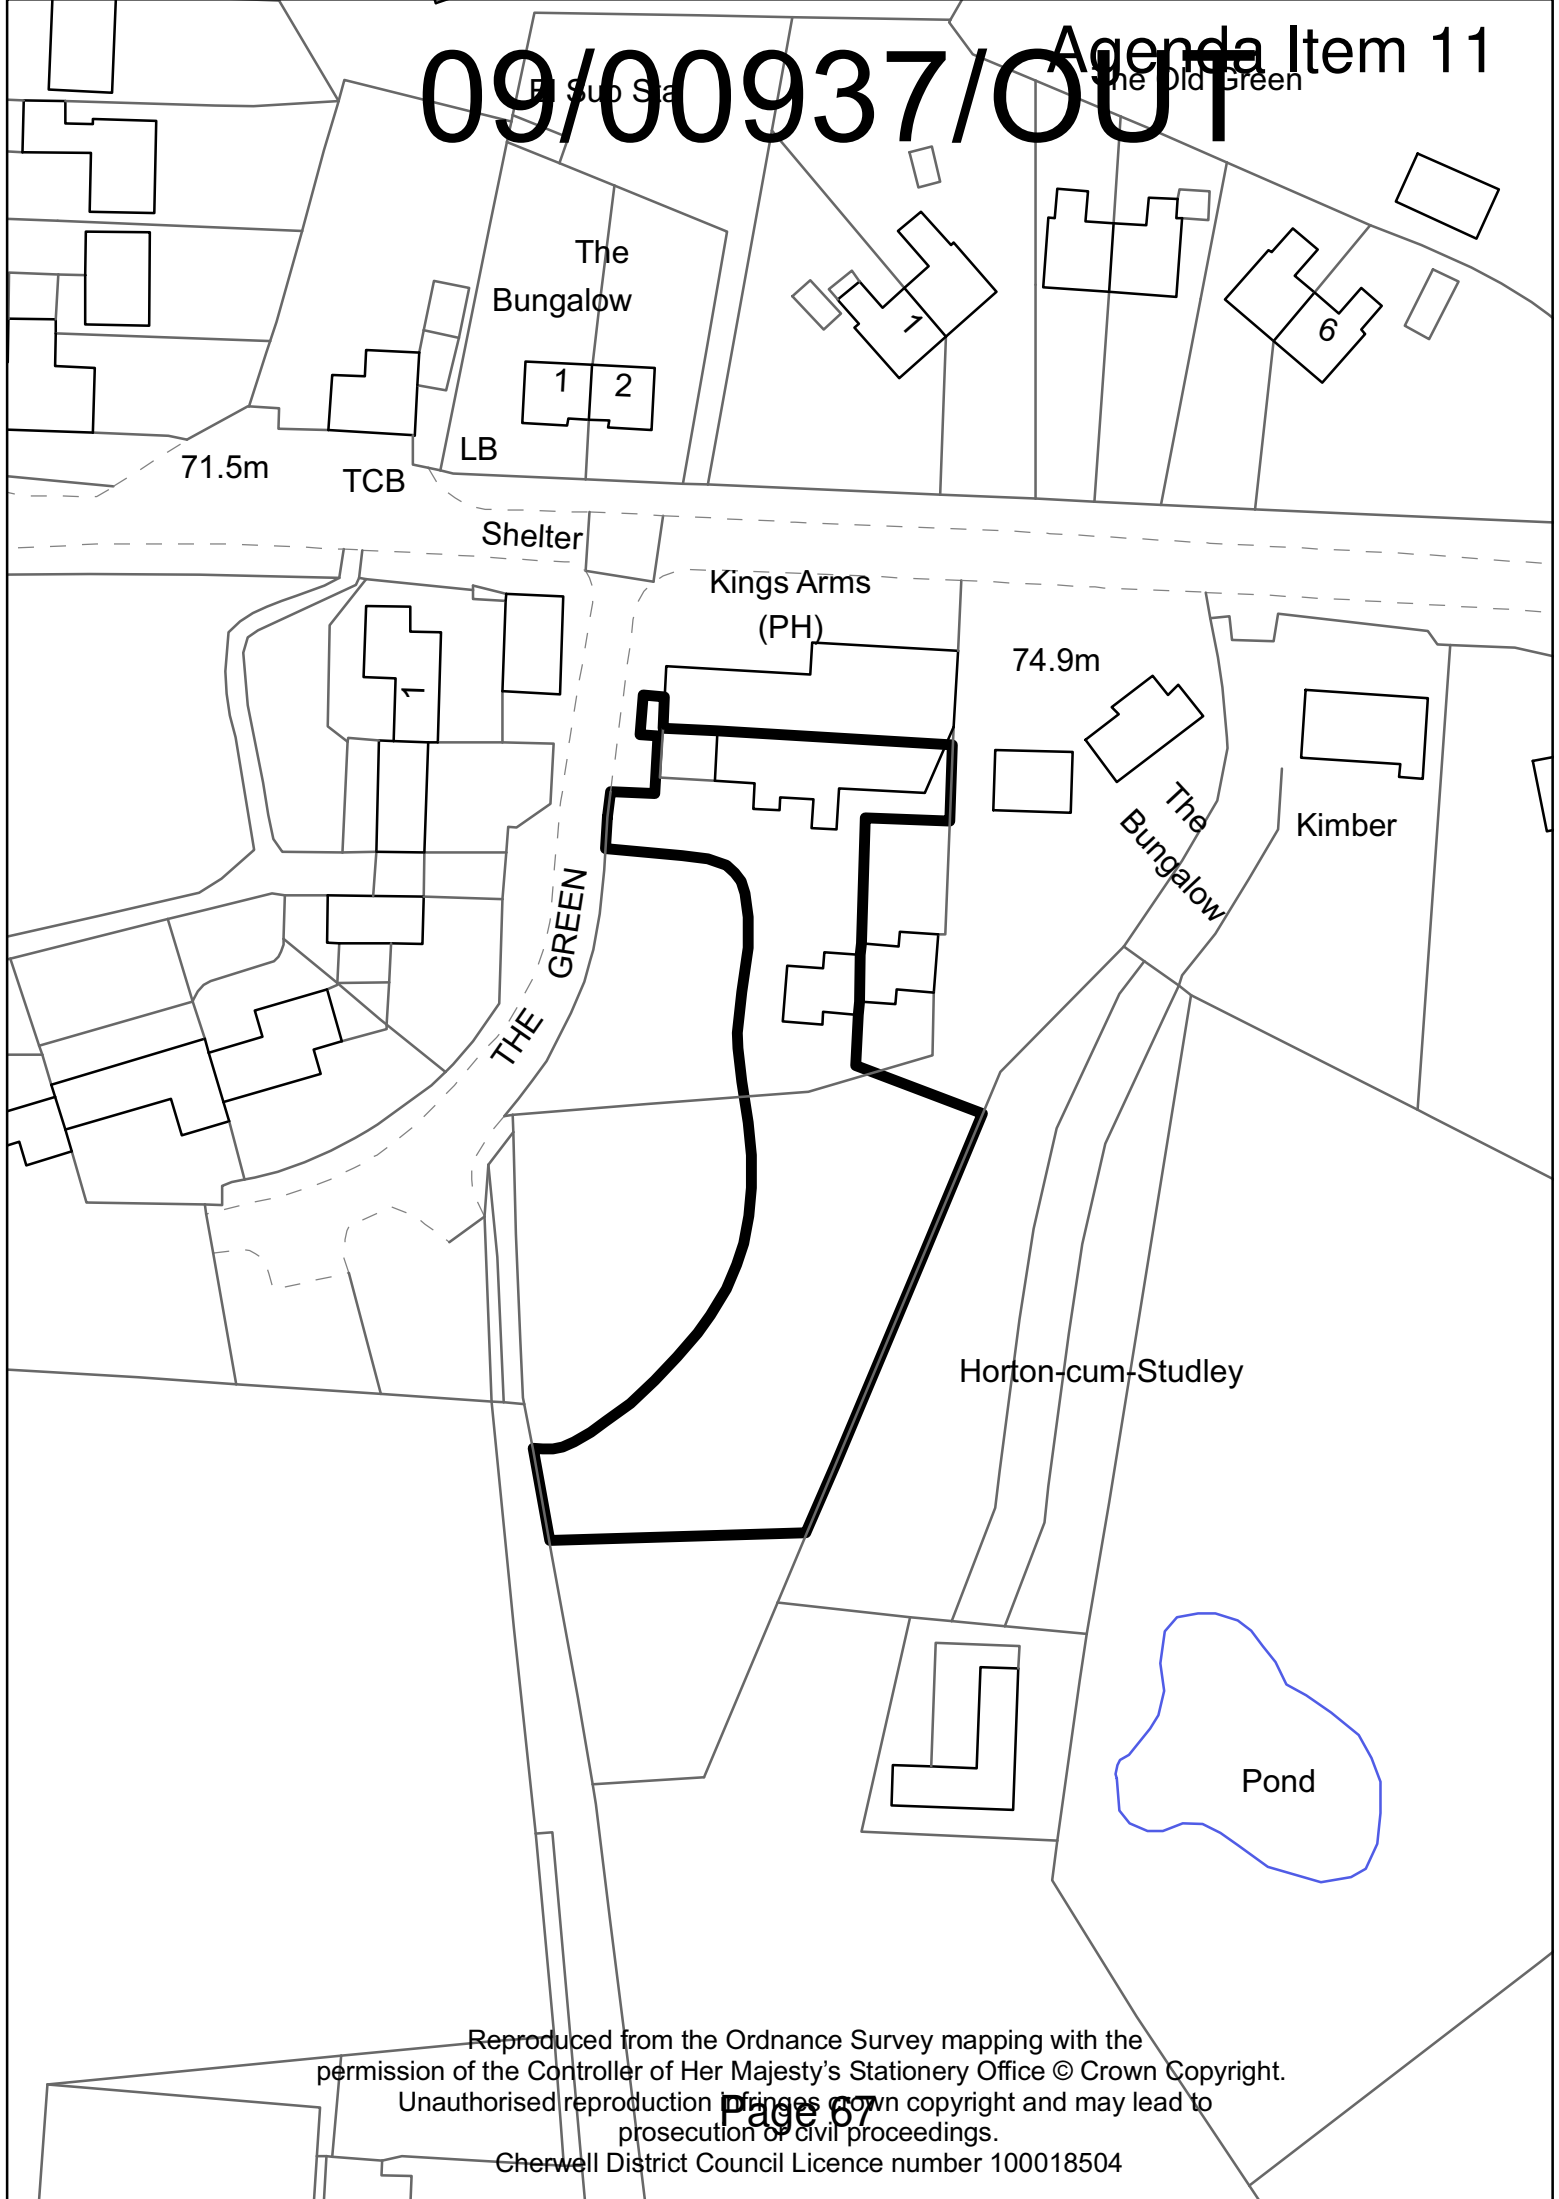 Agenda Item 11
09/00937/OUT
El Sub Sta
The Old Green
The
Bungalow
1
6
1
2
LB
71.5m
TCB
Shelter
Kings Arms
(PH)
74.9m
1
The
Bungalow
Kimber
THE GREEN
Horton-cum-Studley
Pond
Reproduced from the Ordnance Survey mapping with the
permission of the Controller of Her Majesty's Stationery Office © Crown Copyright.
Unauthorised reproduction infringes crown copyright and may lead to
prosecution or civil proceedings.
Cherwell District Council Licence number 100018504
Page 67